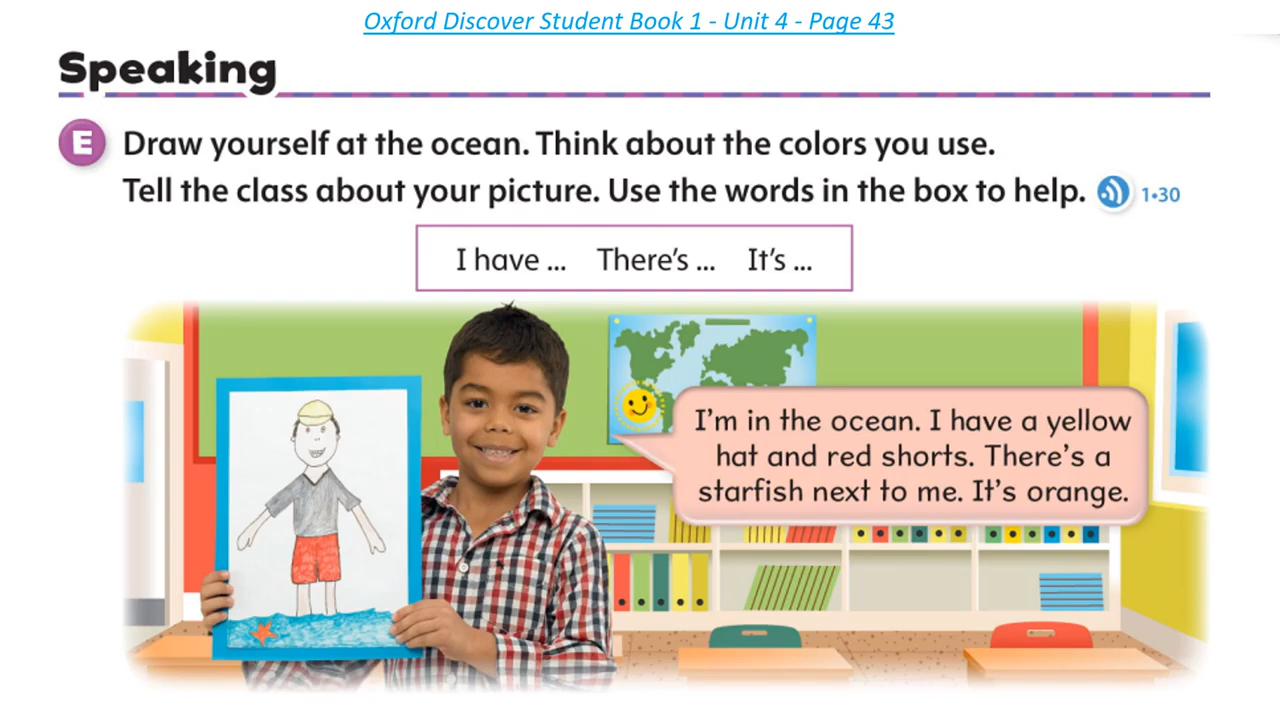 Oxford Discover Student Book 1 - Unit 4 - Page 43
Speaking
E Draw yourself at the ocean. Think about the colors you use.
Tell the class about your picture. Use the words in the box to help. 1•30
I have ... There's ... It's ...
I'm in the ocean. I have a yellow
hat and red shorts. There's a
starfish next to me. It's orange.